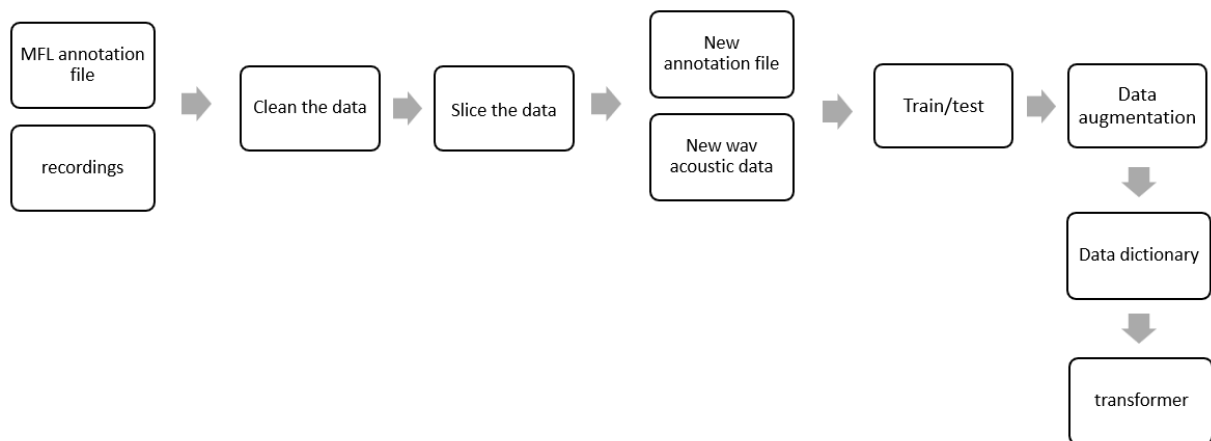 MFL annotation
file
recordings
Clean the data
Slice the data
New
annotation file
New wav
acoustic data
Train/test
Data
augmentation
Data dictionary
transformer